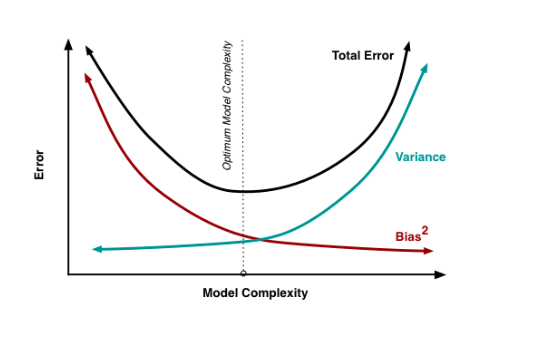 Total Error
Optimum Model Complexity
Error
Variance
Bias²
Model Complexity